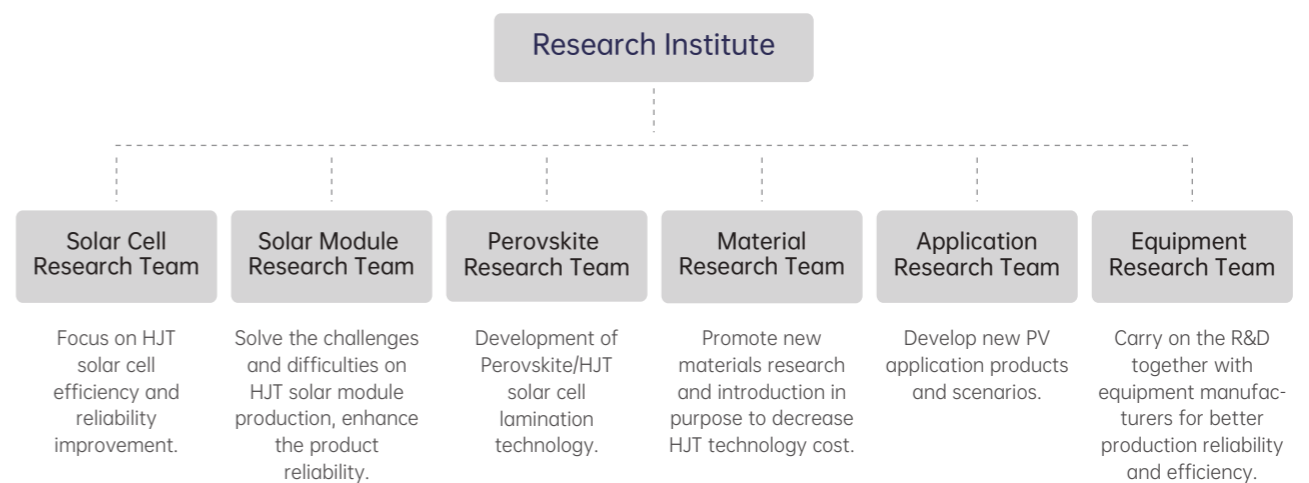 Research Institute
Solar Cell
Research Team
Solar Module
Research Team
Perovskite
Research Team
Material
Research Team
Application
Research Team
Equipment
Research Team
Focus on HJT
solar cell
efficiency and
reliability
improvement.
Solve the challenges
and difficulties on
HJT solar module
production, enhance
the product
reliability.
Development of
Perovskite/HJT
solar cell
lamination
technology.
Promote new
materials research
and introduction in
purpose to decrease
HJT technology cost.
Develop new PV
application products
and scenarios.
Carry on the R&D
together with
equipment manufac-
turers for better
production reliability
and efficiency.